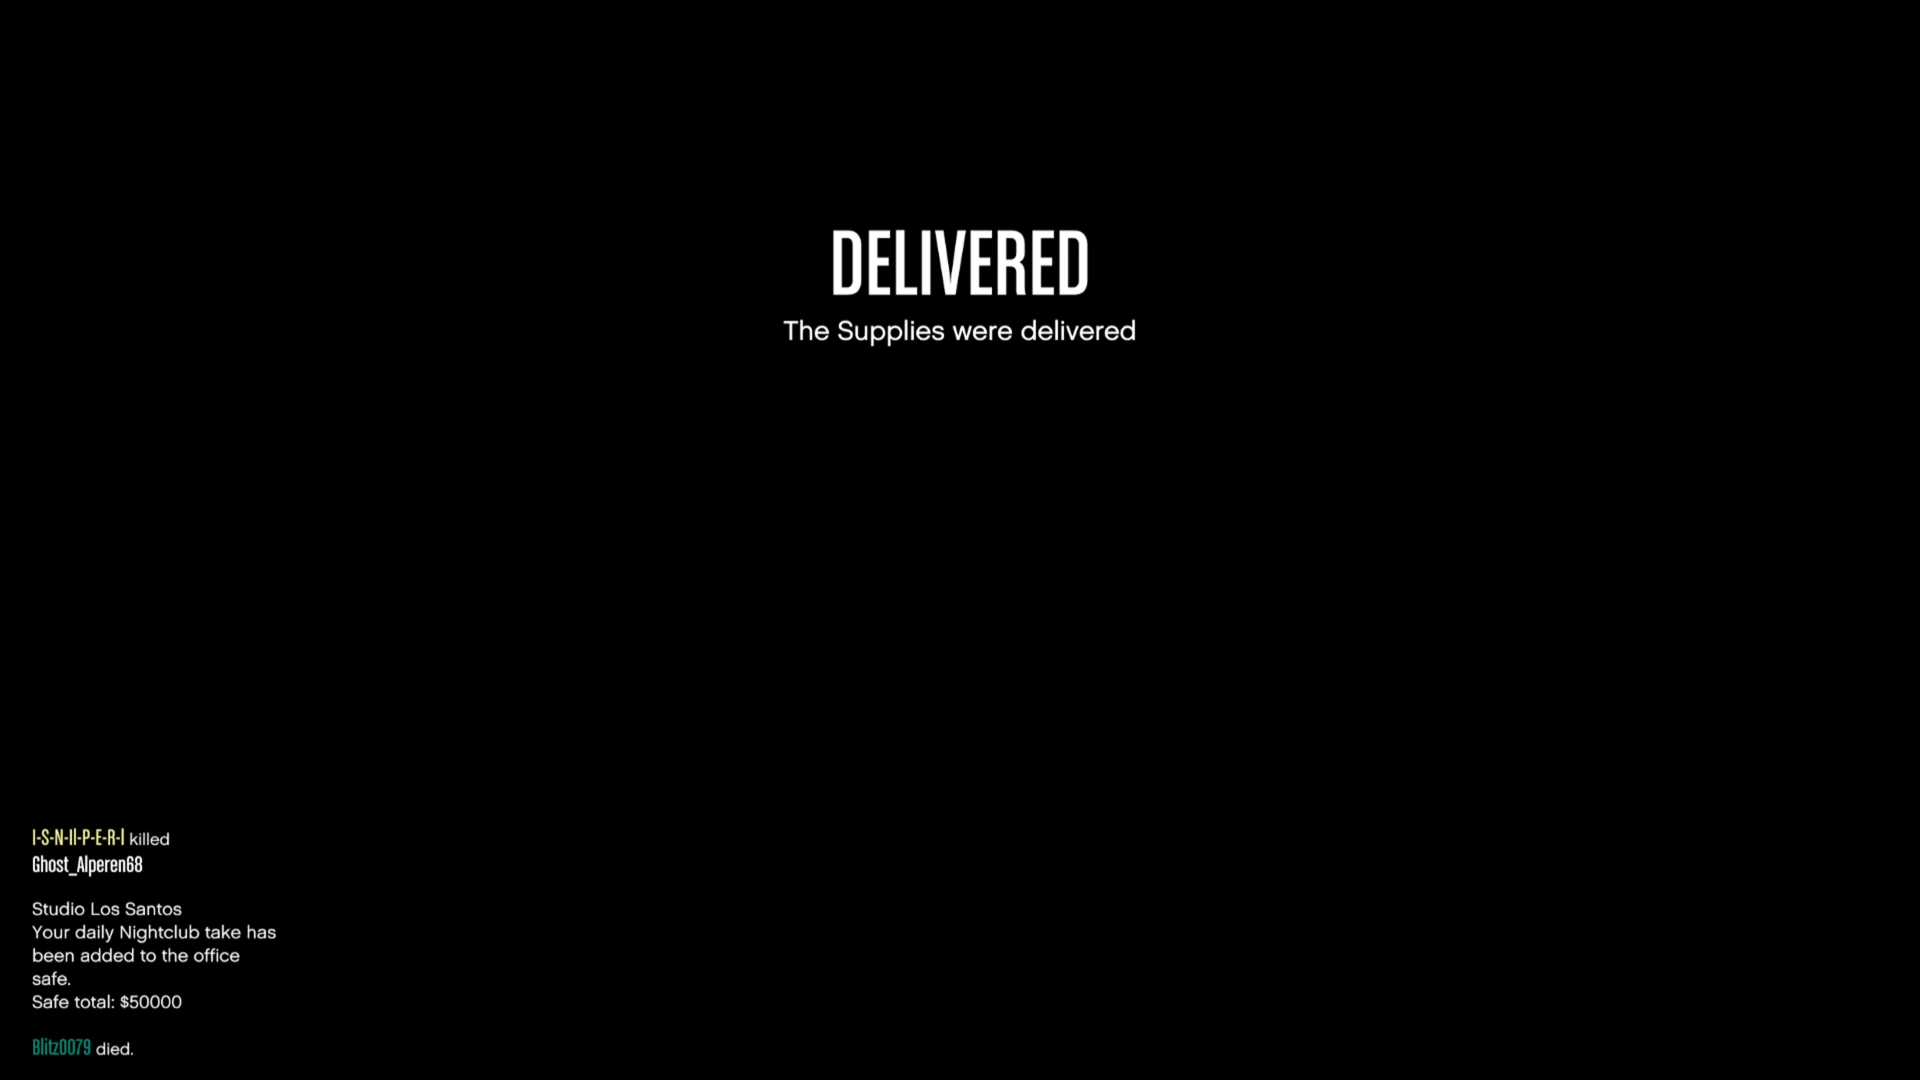 DELIVERED
The Supplies were delivered
I-S-N-II-P-E-R-I killed
Ghost_Alperen68
Studio Los Santos
Your daily Nightclub take has
been added to the office
safe.
Safe total: $50000
Blitz0079 died.